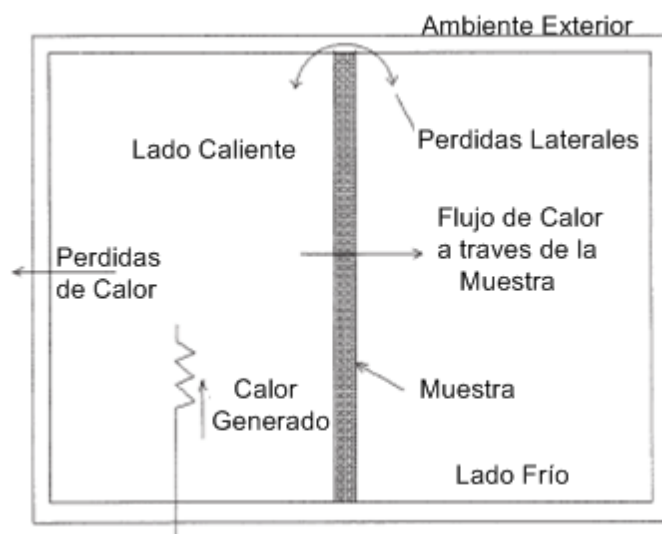 Ambiente Exterior
Lado Caliente
Perdidas Laterales
Flujo de Calor
a traves de la
Muestra
Perdidas
de Calor
Calor
Generado
Muestra
Lado Frío